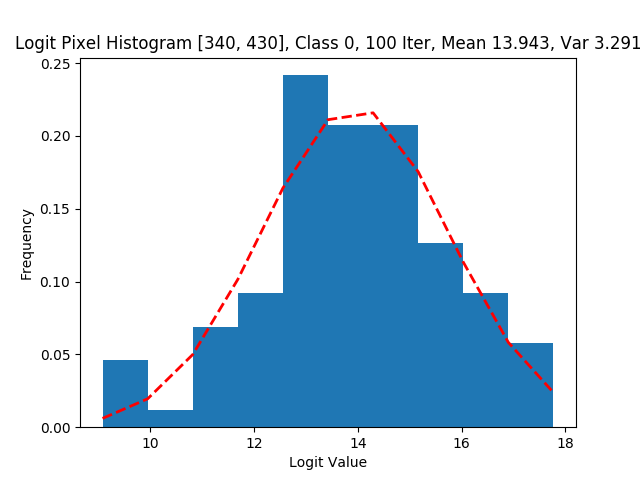 Logit Pixel Histogram [340, 430], Class 0, 100 Iter, Mean 13.943, Var 3.291
0.25
0.20
0.15
0.10
0.05
0.00
Frequency
10 12 14 16 18
Logit Value